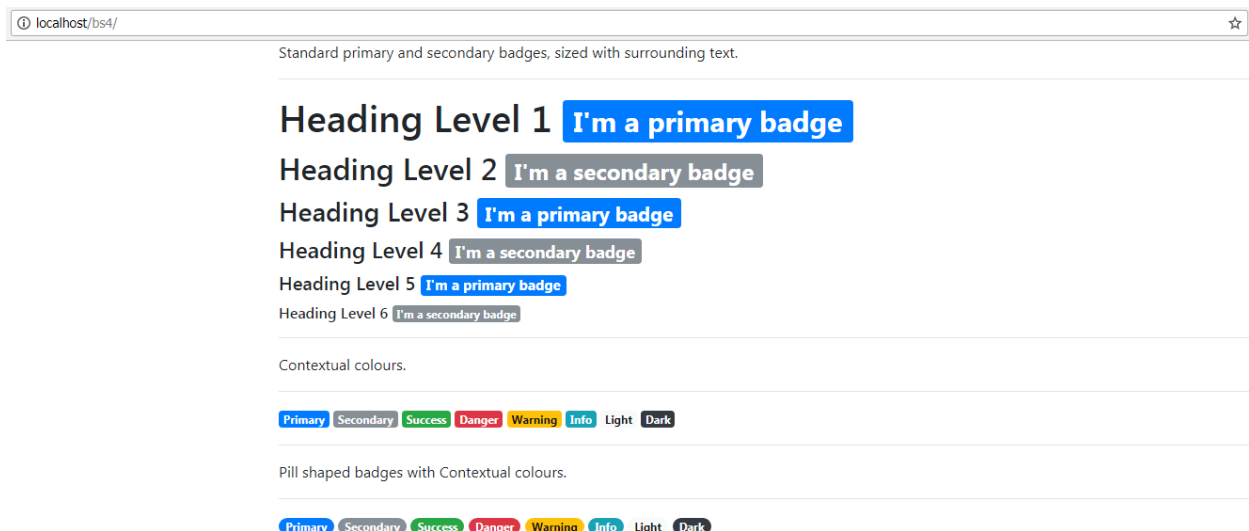 localhost/bs4/
Standard primary and secondary badges, sized with surrounding text.
Heading Level 1 I'm a primary badge
Heading Level 2 I'm a secondary badge
Heading Level 3 I'm a primary badge
Heading Level 4 I'm a secondary badge
Heading Level 5 I'm a primary badge
Heading Level 6 I'm a secondary badge
Contextual colours.
Primary Secondary Success Danger Warning Info Light Dark
Pill shaped badges with Contextual colours.
Primary Secondary Success Danger Warning Info Light Dark